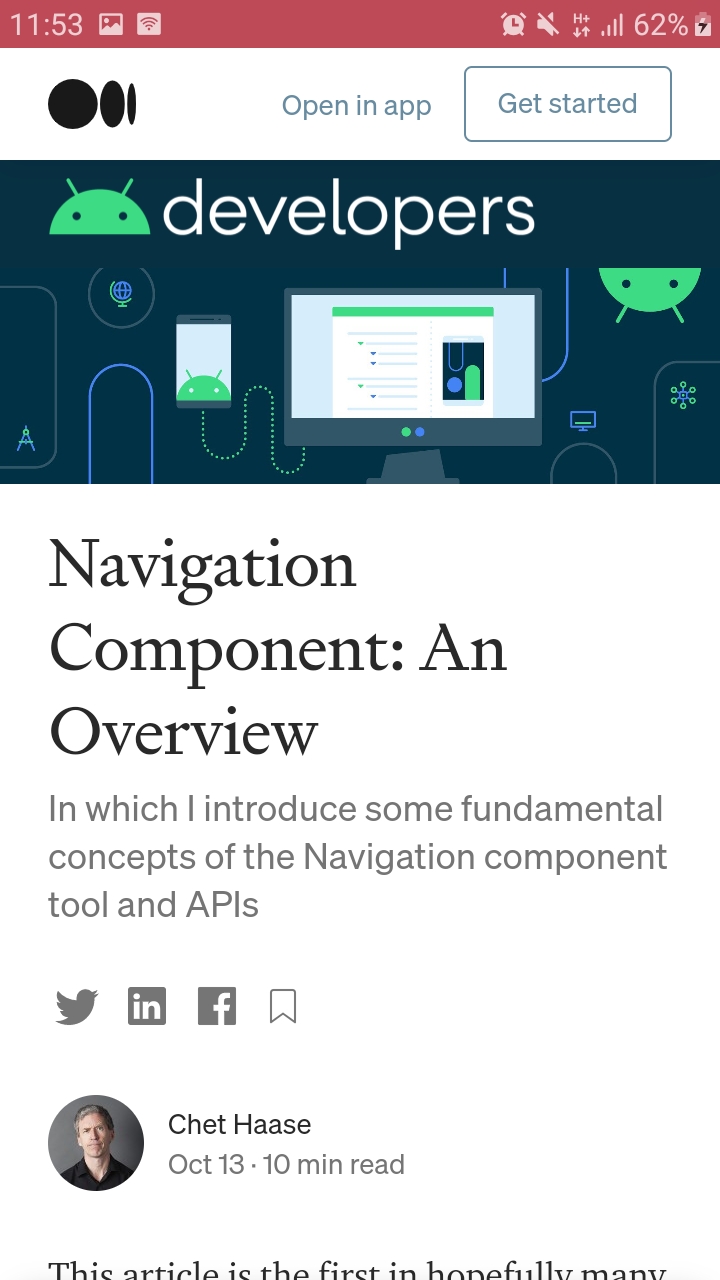 11:53 H+ 62%
Open in app Get started
developers
Navigation
Component: An
Overview
In which I introduce some fundamental
concepts of the Navigation component
tool and APIs
in
Chet Haase
Oct 13 · 10 min read
This article is the first in hopefully many